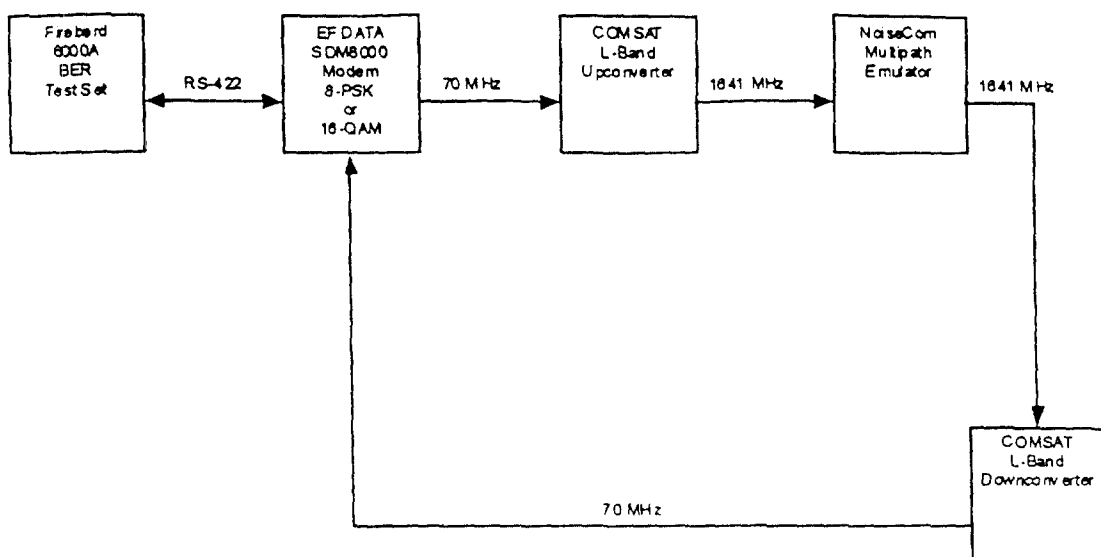 Firebird
6000A
BER
Test Set
RS-422
EF DATA
SDM8000
Modem
8-PSK
or
16-QAM
70 MHz
COMSAT
L-Band
Upconverter
1641 MHz
NoiseCom
Multipath
Emulator
1641 MHz
COMSAT
L-Band
Downconverter
70 MHz